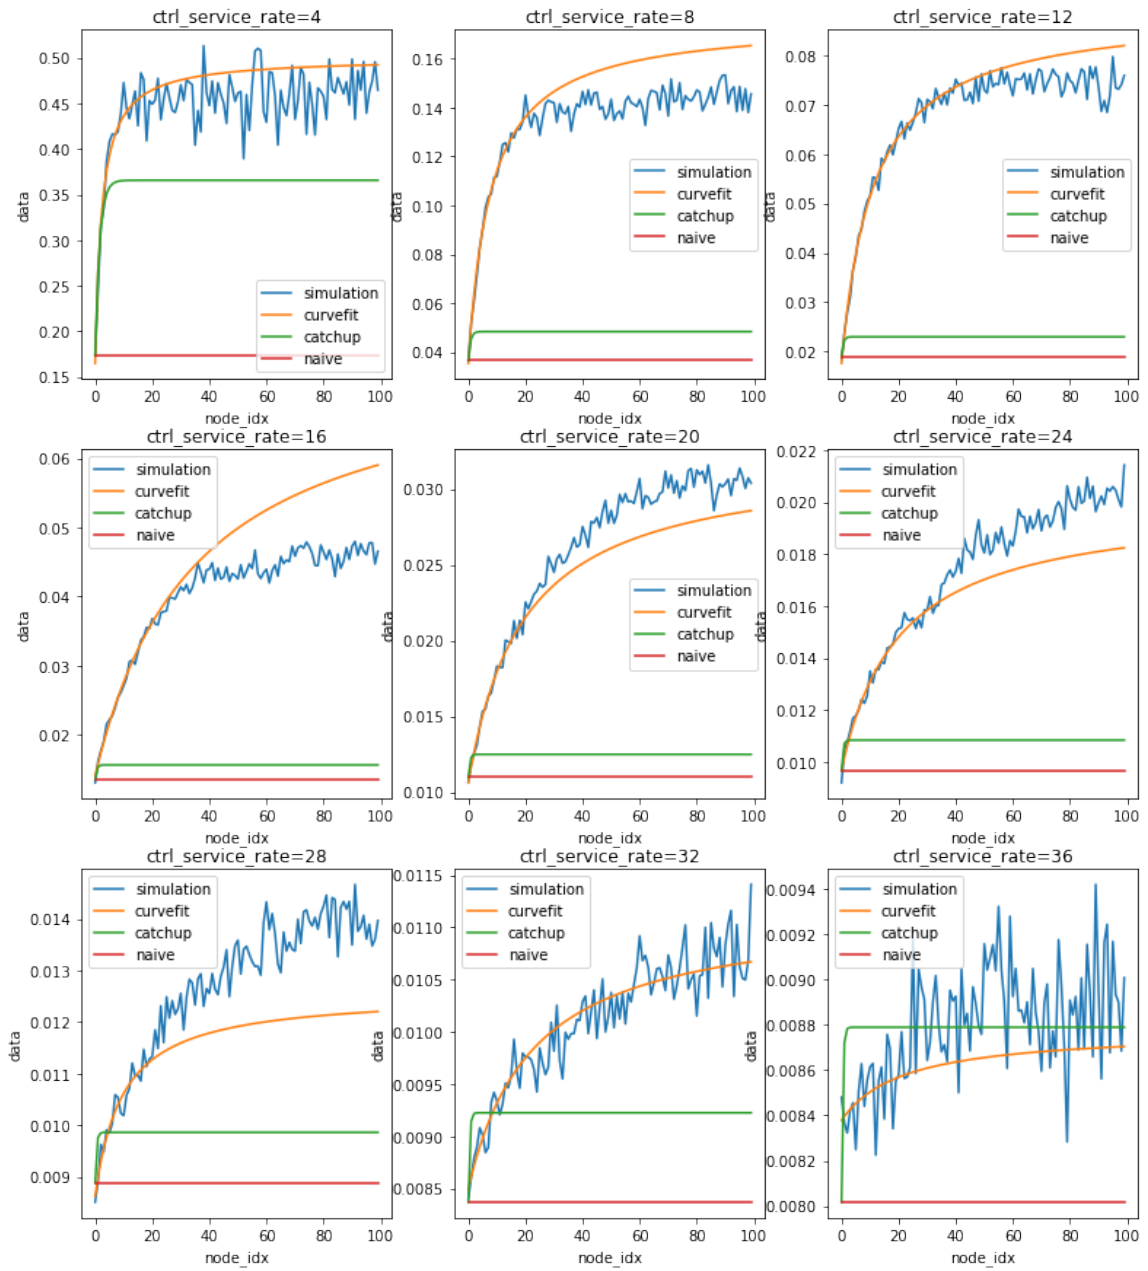 ctrl_service_rate=4
0.50
0.45
0.40
0.35
0.30
0.25
0.20
0.15
data
simulation
curvefit
catchup
naive
0 20 40 60 80 100
node_idx
ctrl_service_rate=8
0.16
0.14
0.12
0.10
0.08
0.06
0.04
data
simulation
curvefit
catchup
naive
0 20 40 60 80 100
node_idx
ctrl_service_rate=12
0.08
0.07
0.06
0.05
0.04
0.03
0.02
data
simulation
curvefit
catchup
naive
0 20 40 60 80 100
node_idx
ctrl_service_rate=16
0.06
0.05
0.04
0.03
0.02
data
simulation
curvefit
catchup
naive
0 20 40 60 80 100
node_idx
ctrl_service_rate=20
0.030
0.025
0.020
0.015
0.010
data
simulation
curvefit
catchup
naive
0 20 40 60 80 100
node_idx
ctrl_service_rate=24
0.022
0.020
0.018
0.016
0.014
0.012
0.010
data
simulation
curvefit
catchup
naive
0 20 40 60 80 100
node_idx
ctrl_service_rate=28
0.014
0.013
0.012
0.011
0.010
0.009
data
simulation
curvefit
catchup
naive
0 20 40 60 80 100
node_idx
ctrl_service_rate=32
0.0115
0.0110
0.0105
0.0100
0.0095
0.0090
0.0085
data
simulation
curvefit
catchup
naive
0 20 40 60 80 100
node_idx
ctrl_service_rate=36
0.0094
0.0092
0.0090
0.0088
0.0086
0.0084
0.0082
0.0080
data
simulation
curvefit
catchup
naive
0 20 40 60 80 100
node_idx